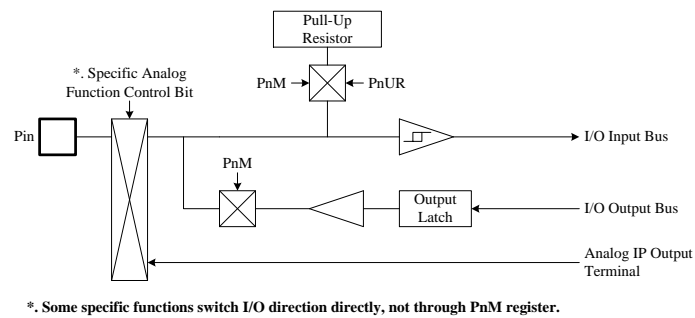 Pull-Up
Resistor
*. Specific Analog
Function Control Bit
PnM
PnUR
Pin
I/O Input Bus
PnM
Output
Latch
I/O Output Bus
Analog IP Output
Terminal
*. Some specific functions switch I/O direction directly, not through PnM register.